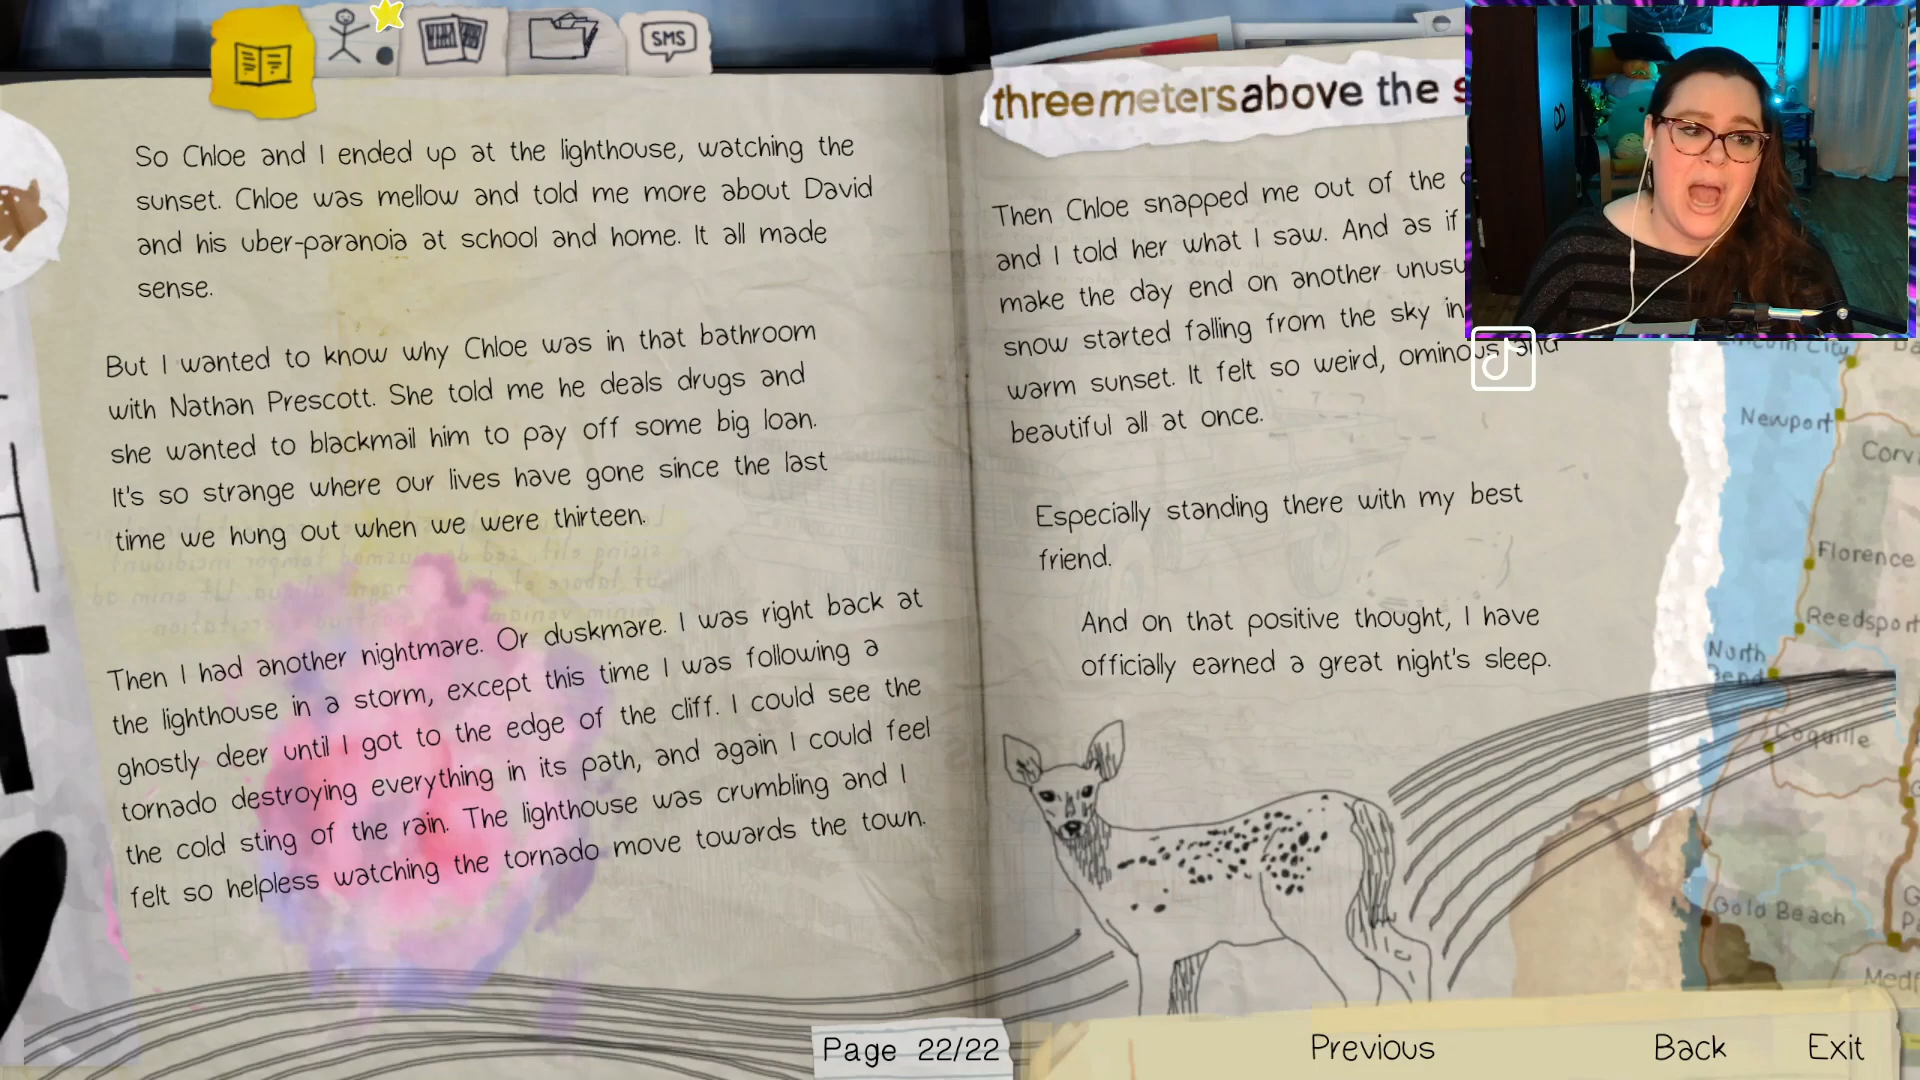 SMS
So Chloe and I ended up at the lighthouse, watching the
sunset. Chloe was mellow and told me more about David
and his uber-paranoia at school and home. It all made
sense.
But I wanted to know why Chloe was in that bathroom
with Nathan Prescott. She told me he deals drugs and
she wanted to blackmail him to pay off some big loan.
It's so strange where our lives have gone since the last
time we hung out when we were thirteen.
Then I had another nightmare. Or duskmare. I was right back at
the lighthouse in a storm, except this time I was following a
ghostly deer until I got to the edge of the cliff. I could see the
tornado destroying everything in its path, and again I could feel
the cold sting of the rain. The lighthouse was crumbling and I
felt so helpless watching the tornado move towards the town.
three meters above the
Then Chloe snapped me out of the
and I told her what I saw. And as if
make the day end on another
snow started falling from the sky in
warm sunset. It felt so weird, ominous and
beautiful all at once.
Especially standing there with my best
friend.
And on that positive thought, I have
officially earned a great night's sleep.
Newport
Florence
Reedsport
North
Coquille
Gold Beach
Page 22/22
Previous
Back
Exit